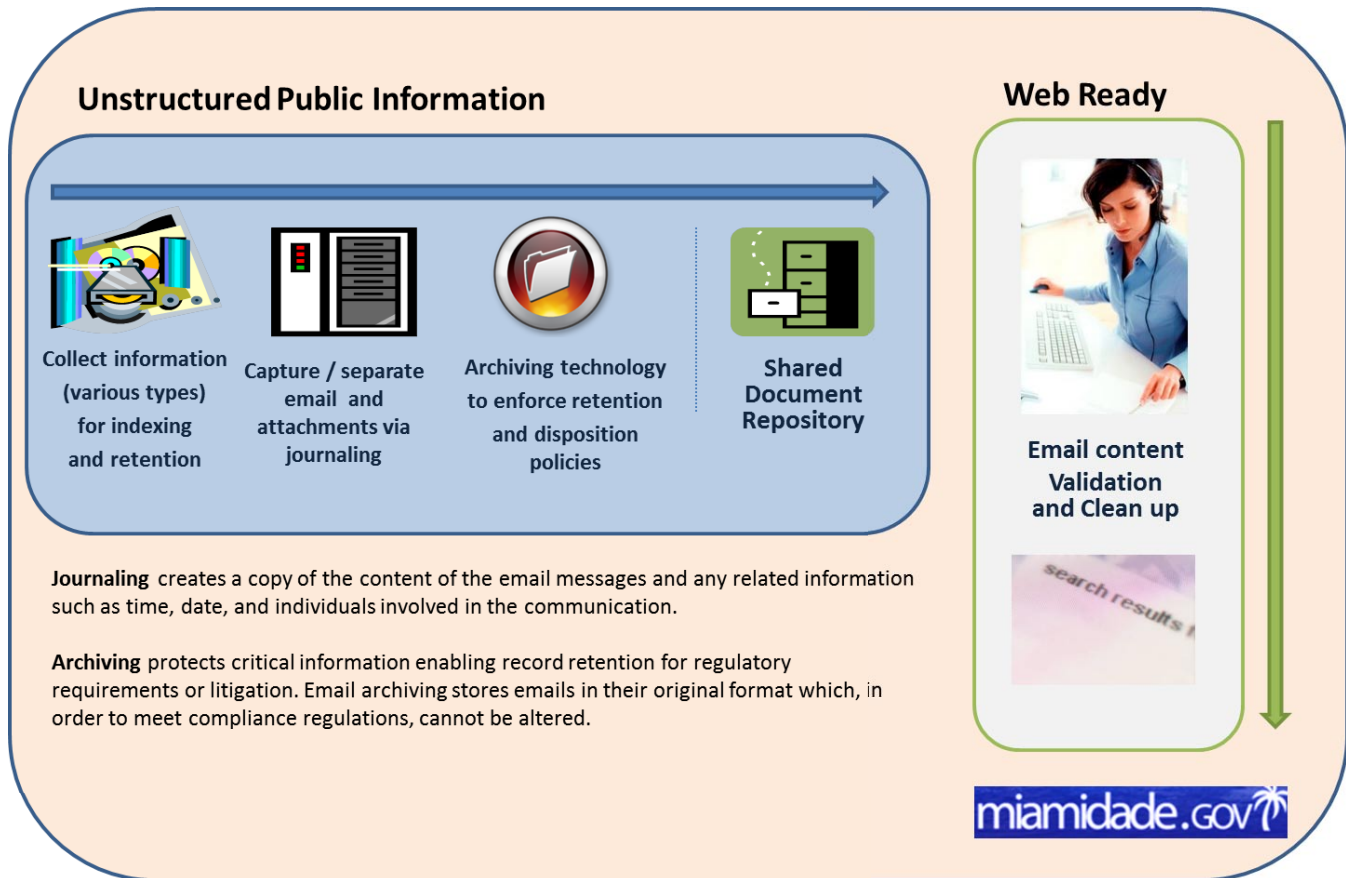 Unstructured Public Information
Collect information
(various types)
for indexing
and retention
Capture / separate
email and
attachments via
journaling
Archiving technology
to enforce retention
and disposition
policies
Shared
Document
Repository
Journaling creates a copy of the content of the email messages and any related information
such as time, date, and individuals involved in the communication.
Archiving protects critical information enabling record retention for regulatory
requirements or litigation. Email archiving stores emails in their original format which, in
order to meet compliance regulations, cannot be altered.
Web Ready
Email content
Validation
and Clean up
search results
miamidade.GOV